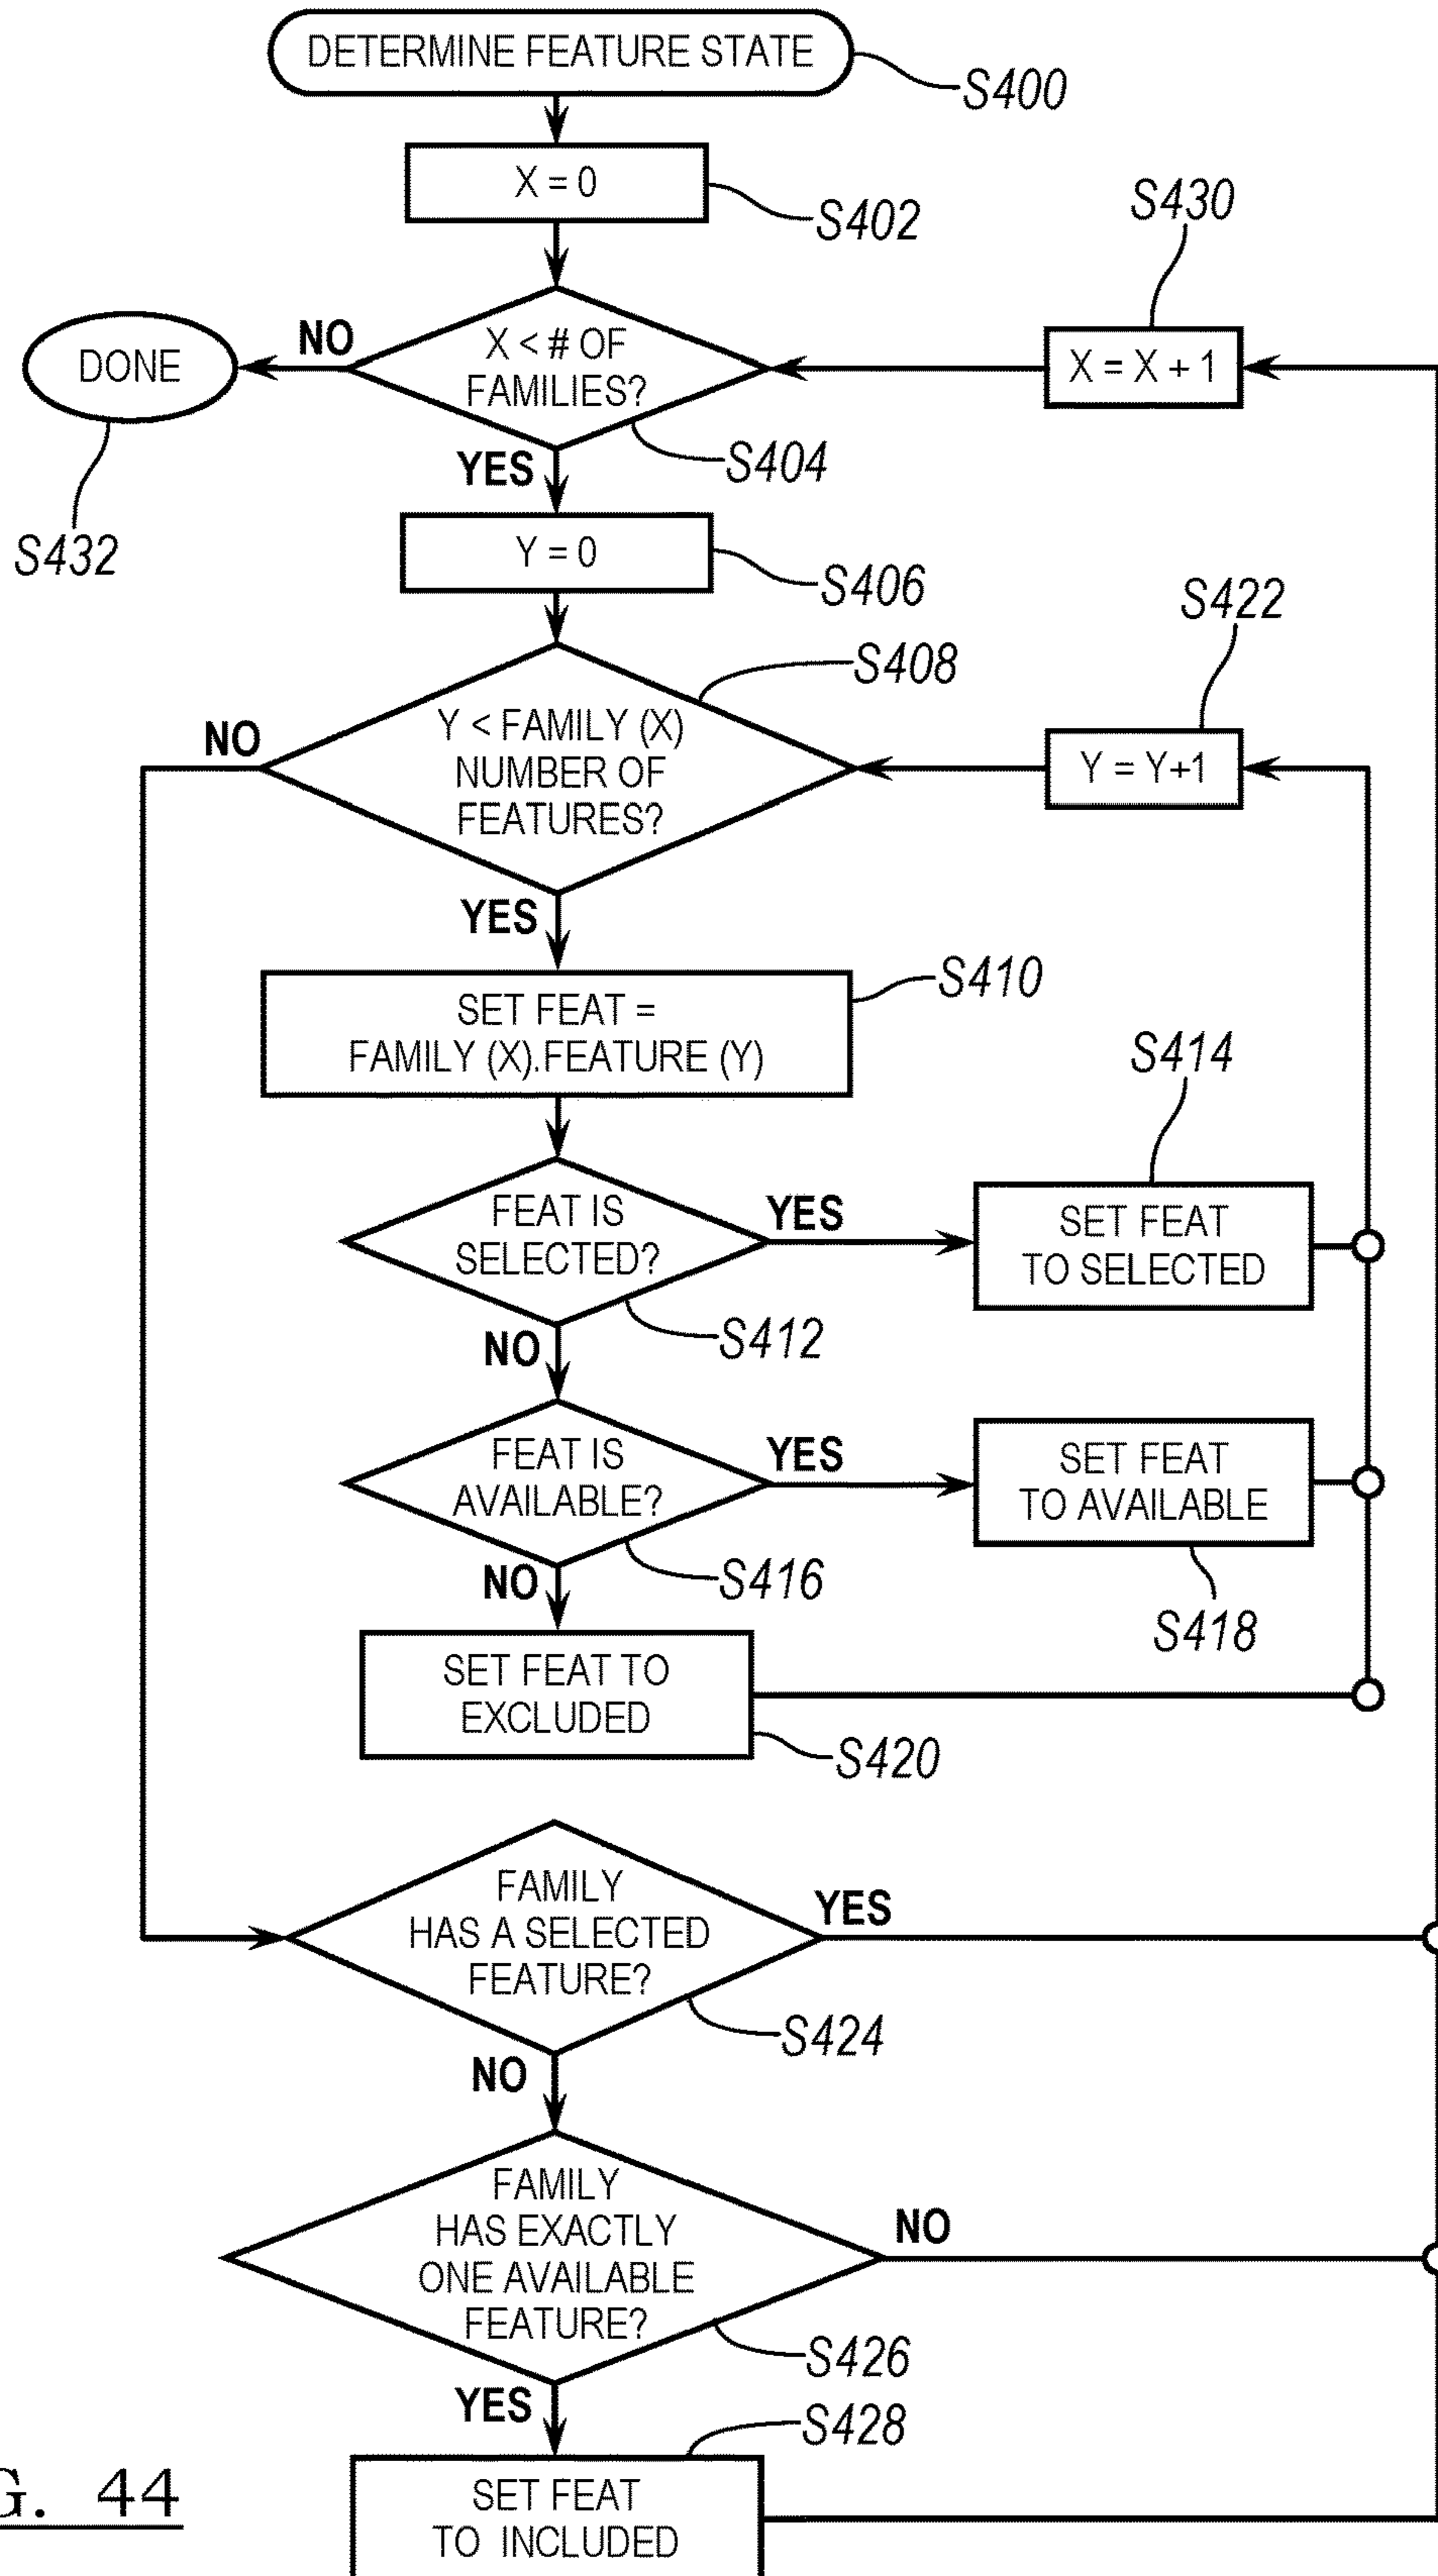 DETERMINE FEATURE STATE
S400
X = 0
S402
S430
X < # OF
FAMILIES?
NO
DONE
X = X + 1
S404
YES
S432
Y = 0
S406
S422
S408
Y < FAMILY (X)
NUMBER OF
FEATURES?
NO
Y = Y+1
YES
S410
SET FEAT =
FAMILY (X).FEATURE (Y)
S414
FEAT IS
SELECTED?
YES
SET FEAT
TO SELECTED
S412
NO
FEAT IS
AVAILABLE?
YES
SET FEAT
TO AVAILABLE
S416
NO
S418
SET FEAT TO
EXCLUDED
S420
FAMILY
HAS A SELECTED
FEATURE?
YES
S424
NO
FAMILY
HAS EXACTLY
ONE AVAILABLE
FEATURE?
NO
S426
YES
S428
SET FEAT
TO INCLUDED
G. 44